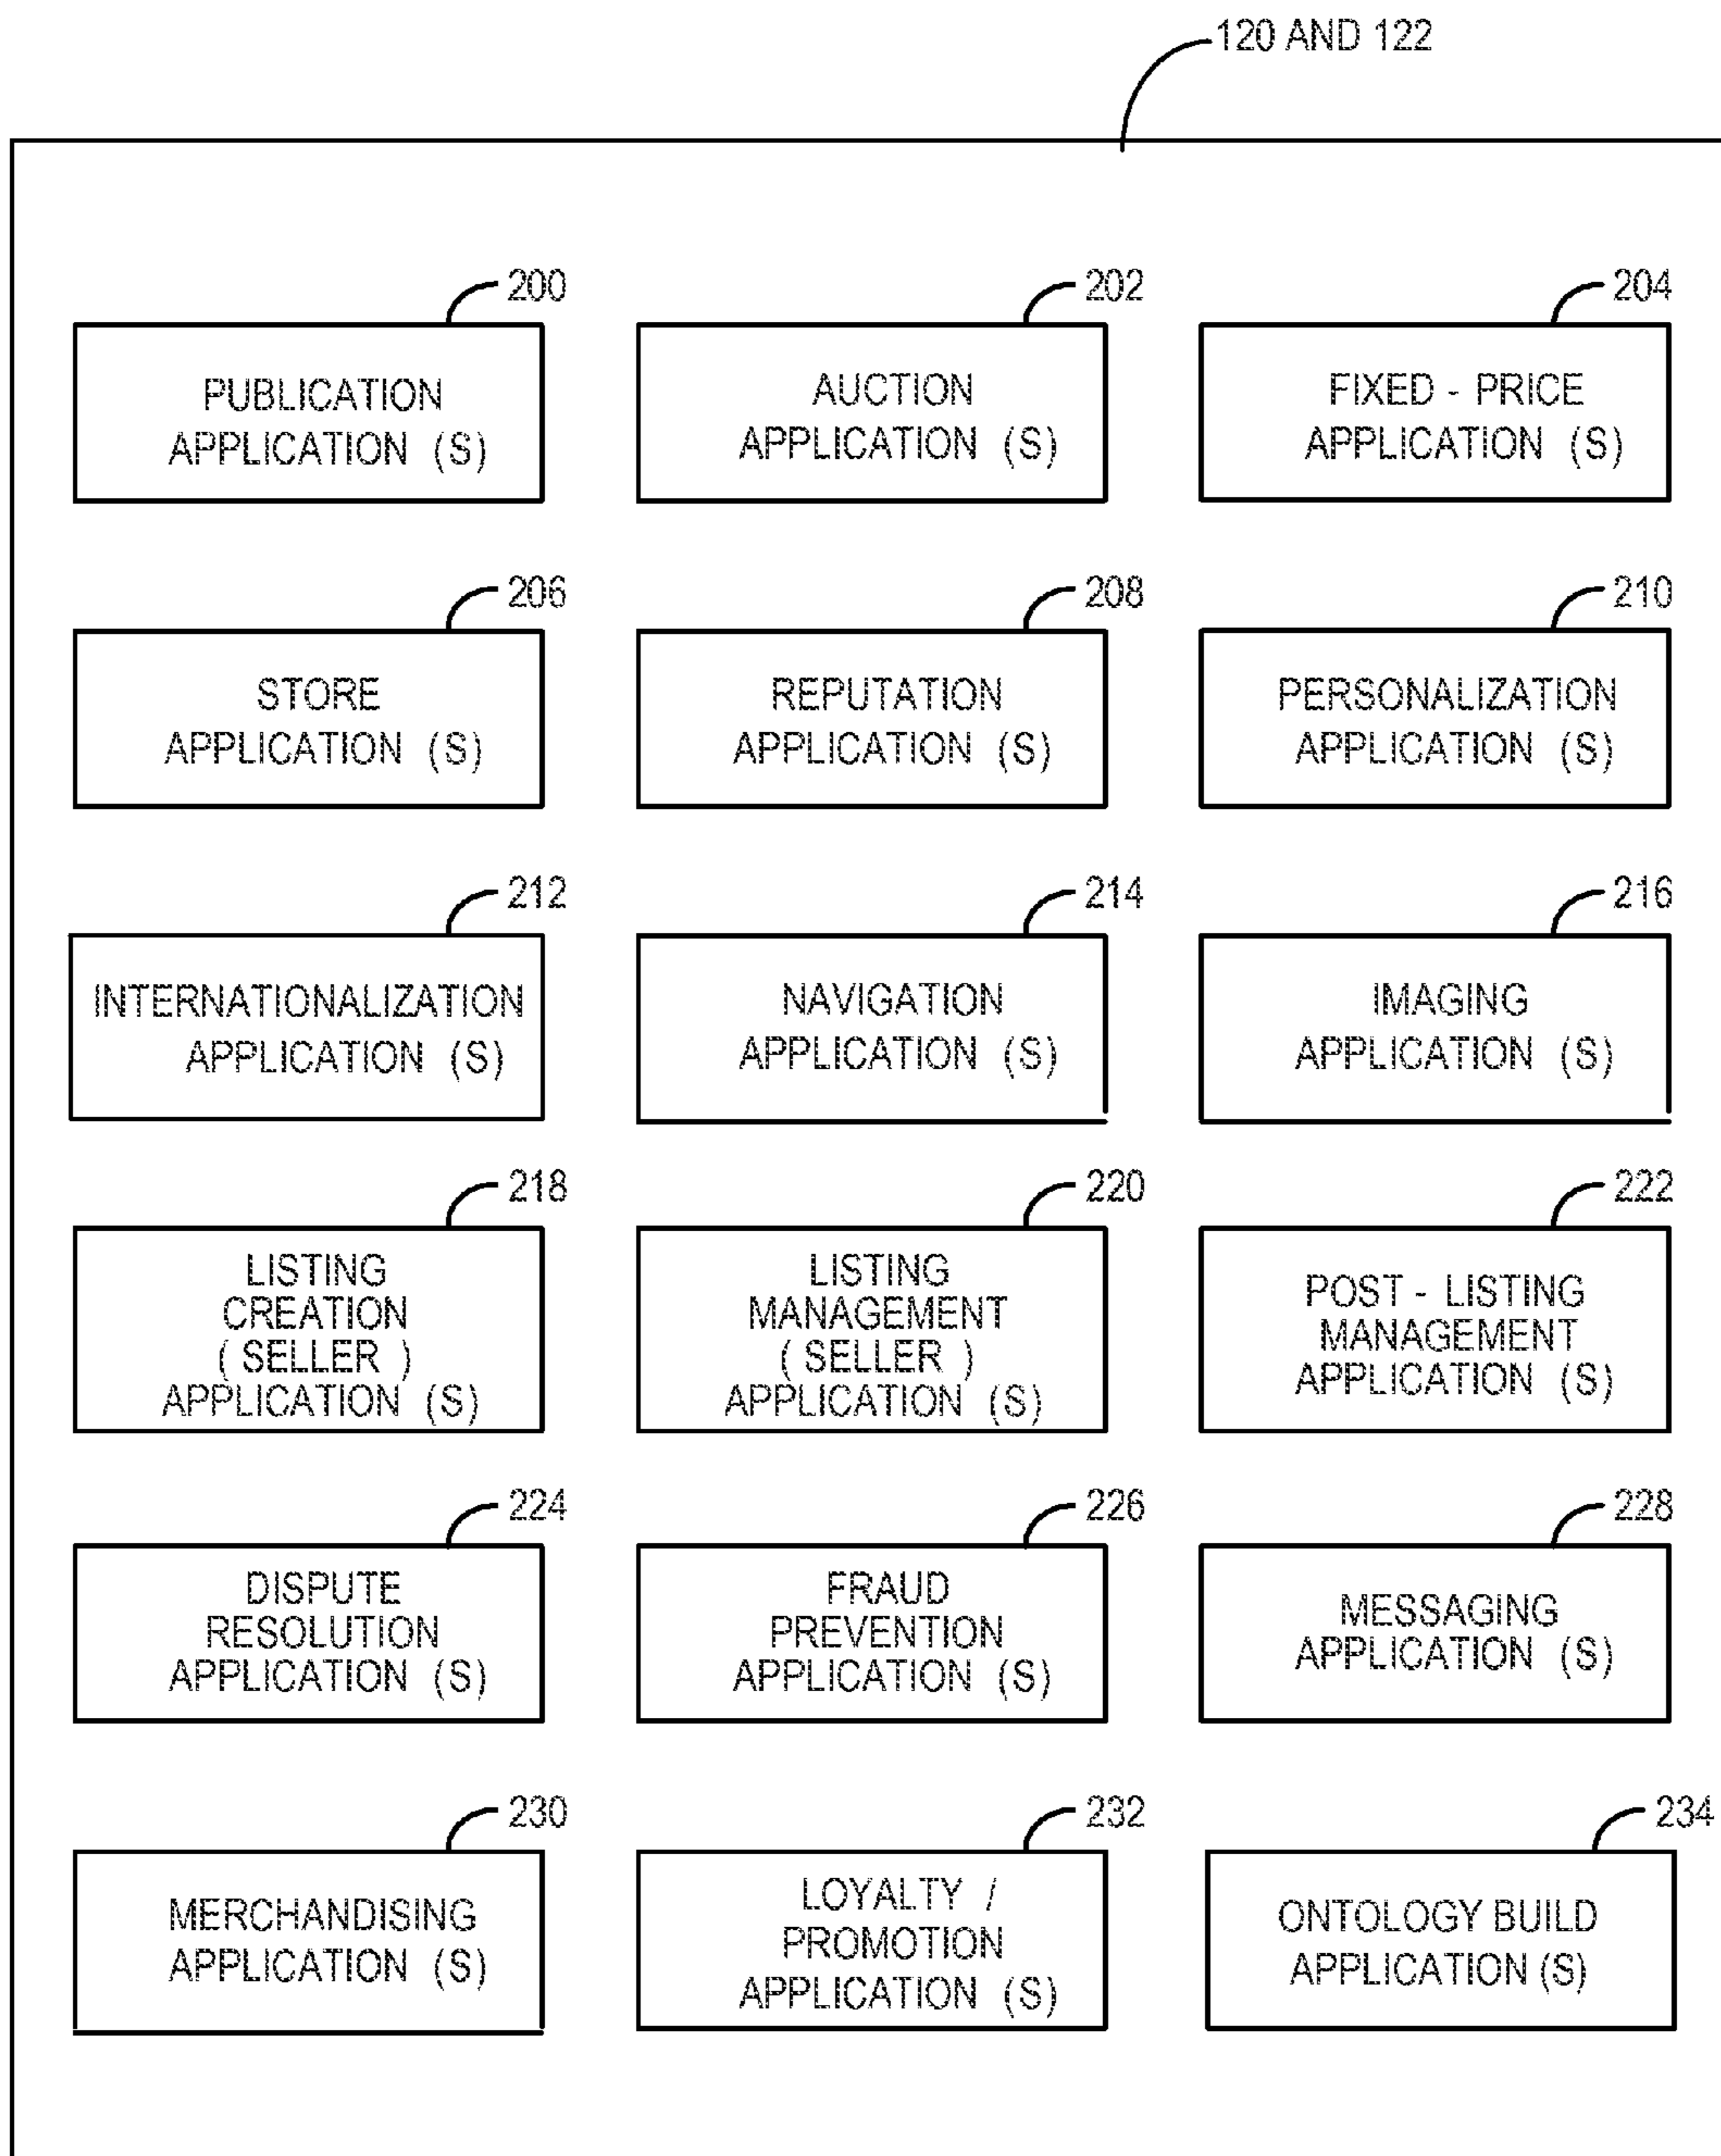 120 AND 122
200
PUBLICATION
APPLICATION (S)
202
AUCTION
APPLICATION (S)
204
FIXED - PRICE
APPLICATION (S)
206
STORE
APPLICATION (S)
208
REPUTATION
APPLICATION (S)
210
PERSONALIZATION
APPLICATION (S)
212
INTERNATIONALIZATION
APPLICATION (S)
214
NAVIGATION
APPLICATION (S)
216
IMAGING
APPLICATION (S)
218
LISTING
CREATION
( SELLER )
APPLICATION (S)
220
LISTING
MANAGEMENT
( SELLER )
APPLICATION (S)
222
POST - LISTING
MANAGEMENT
APPLICATION (S)
224
DISPUTE
RESOLUTION
APPLICATION (S)
226
FRAUD
PREVENTION
APPLICATION (S)
228
MESSAGING
APPLICATION (S)
230
MERCHANDISING
APPLICATION (S)
232
LOYALTY /
PROMOTION
APPLICATION (S)
234
ONTOLOGY BUILD
APPLICATION (S)